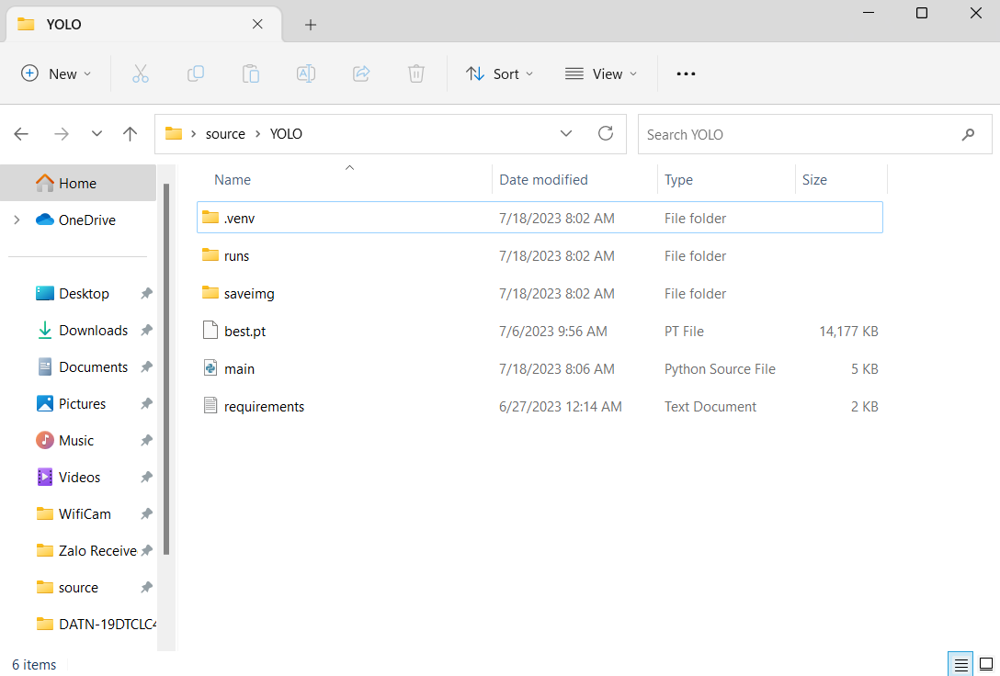 YOLO
New
Sort
View
source
YOLO
Search YOLO
Home
OneDrive
Desktop
Downloads
Documents
Pictures
Music
Videos
WifiCam
Zalo Receive
source
DATN-19DTCLC4
Name Date modified Type Size
.venv 7/18/2023 8:02 AM File folder
runs 7/18/2023 8:02 AM File folder
saveimg 7/18/2023 8:02 AM File folder
best.pt 7/6/2023 9:56 AM PT File 14,177 KB
main 7/18/2023 8:06 AM Python Source File 5 KB
requirements 6/27/2023 12:14 AM Text Document 2 KB
6 items